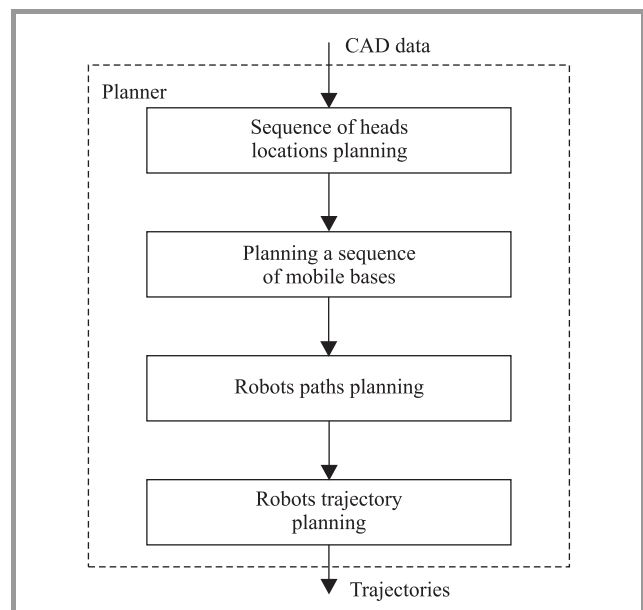 CAD data
Planner
Sequence of heads
locations planning
Planning a sequence
of mobile bases
Robots paths planning
Robots trajectory
planning
Trajectories